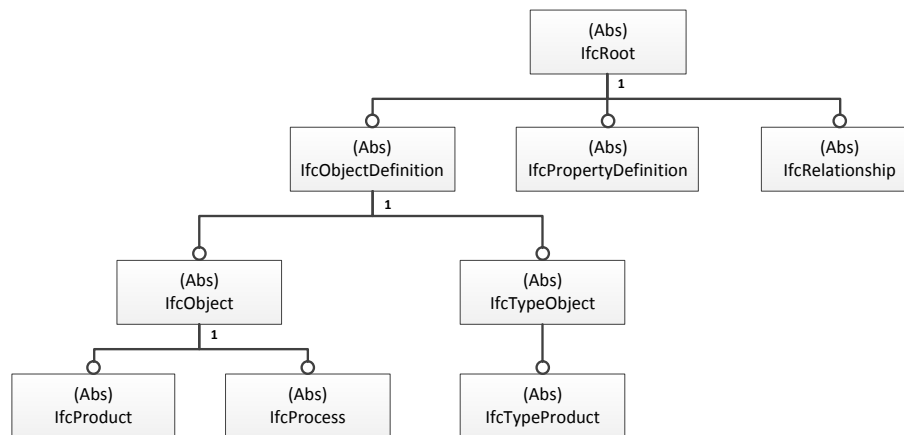 (Abs)
IfcRoot
1
(Abs)
IfcObjectDefinition
(Abs)
IfcPropertyDefinition
(Abs)
IfcRelationship
1
(Abs)
IfcObject
(Abs)
IfcTypeObject
1
(Abs)
IfcProduct
(Abs)
IfcProcess
(Abs)
IfcTypeProduct